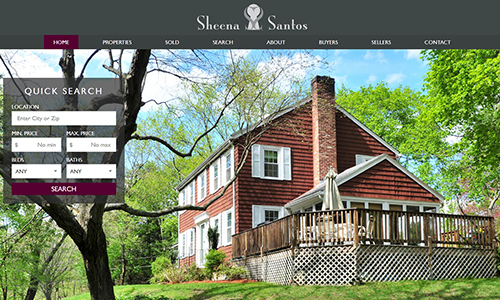 Sheena Santos
HOME PROPERTIES SOLD SEARCH ABOUT BUYERS SELLERS CONTACT
QUICK SEARCH
LOCATION
Enter City or Zip
MIN. PRICE MAX. PRICE
$ No min $ No max
BEDS BATHS
ANY ANY
SEARCH